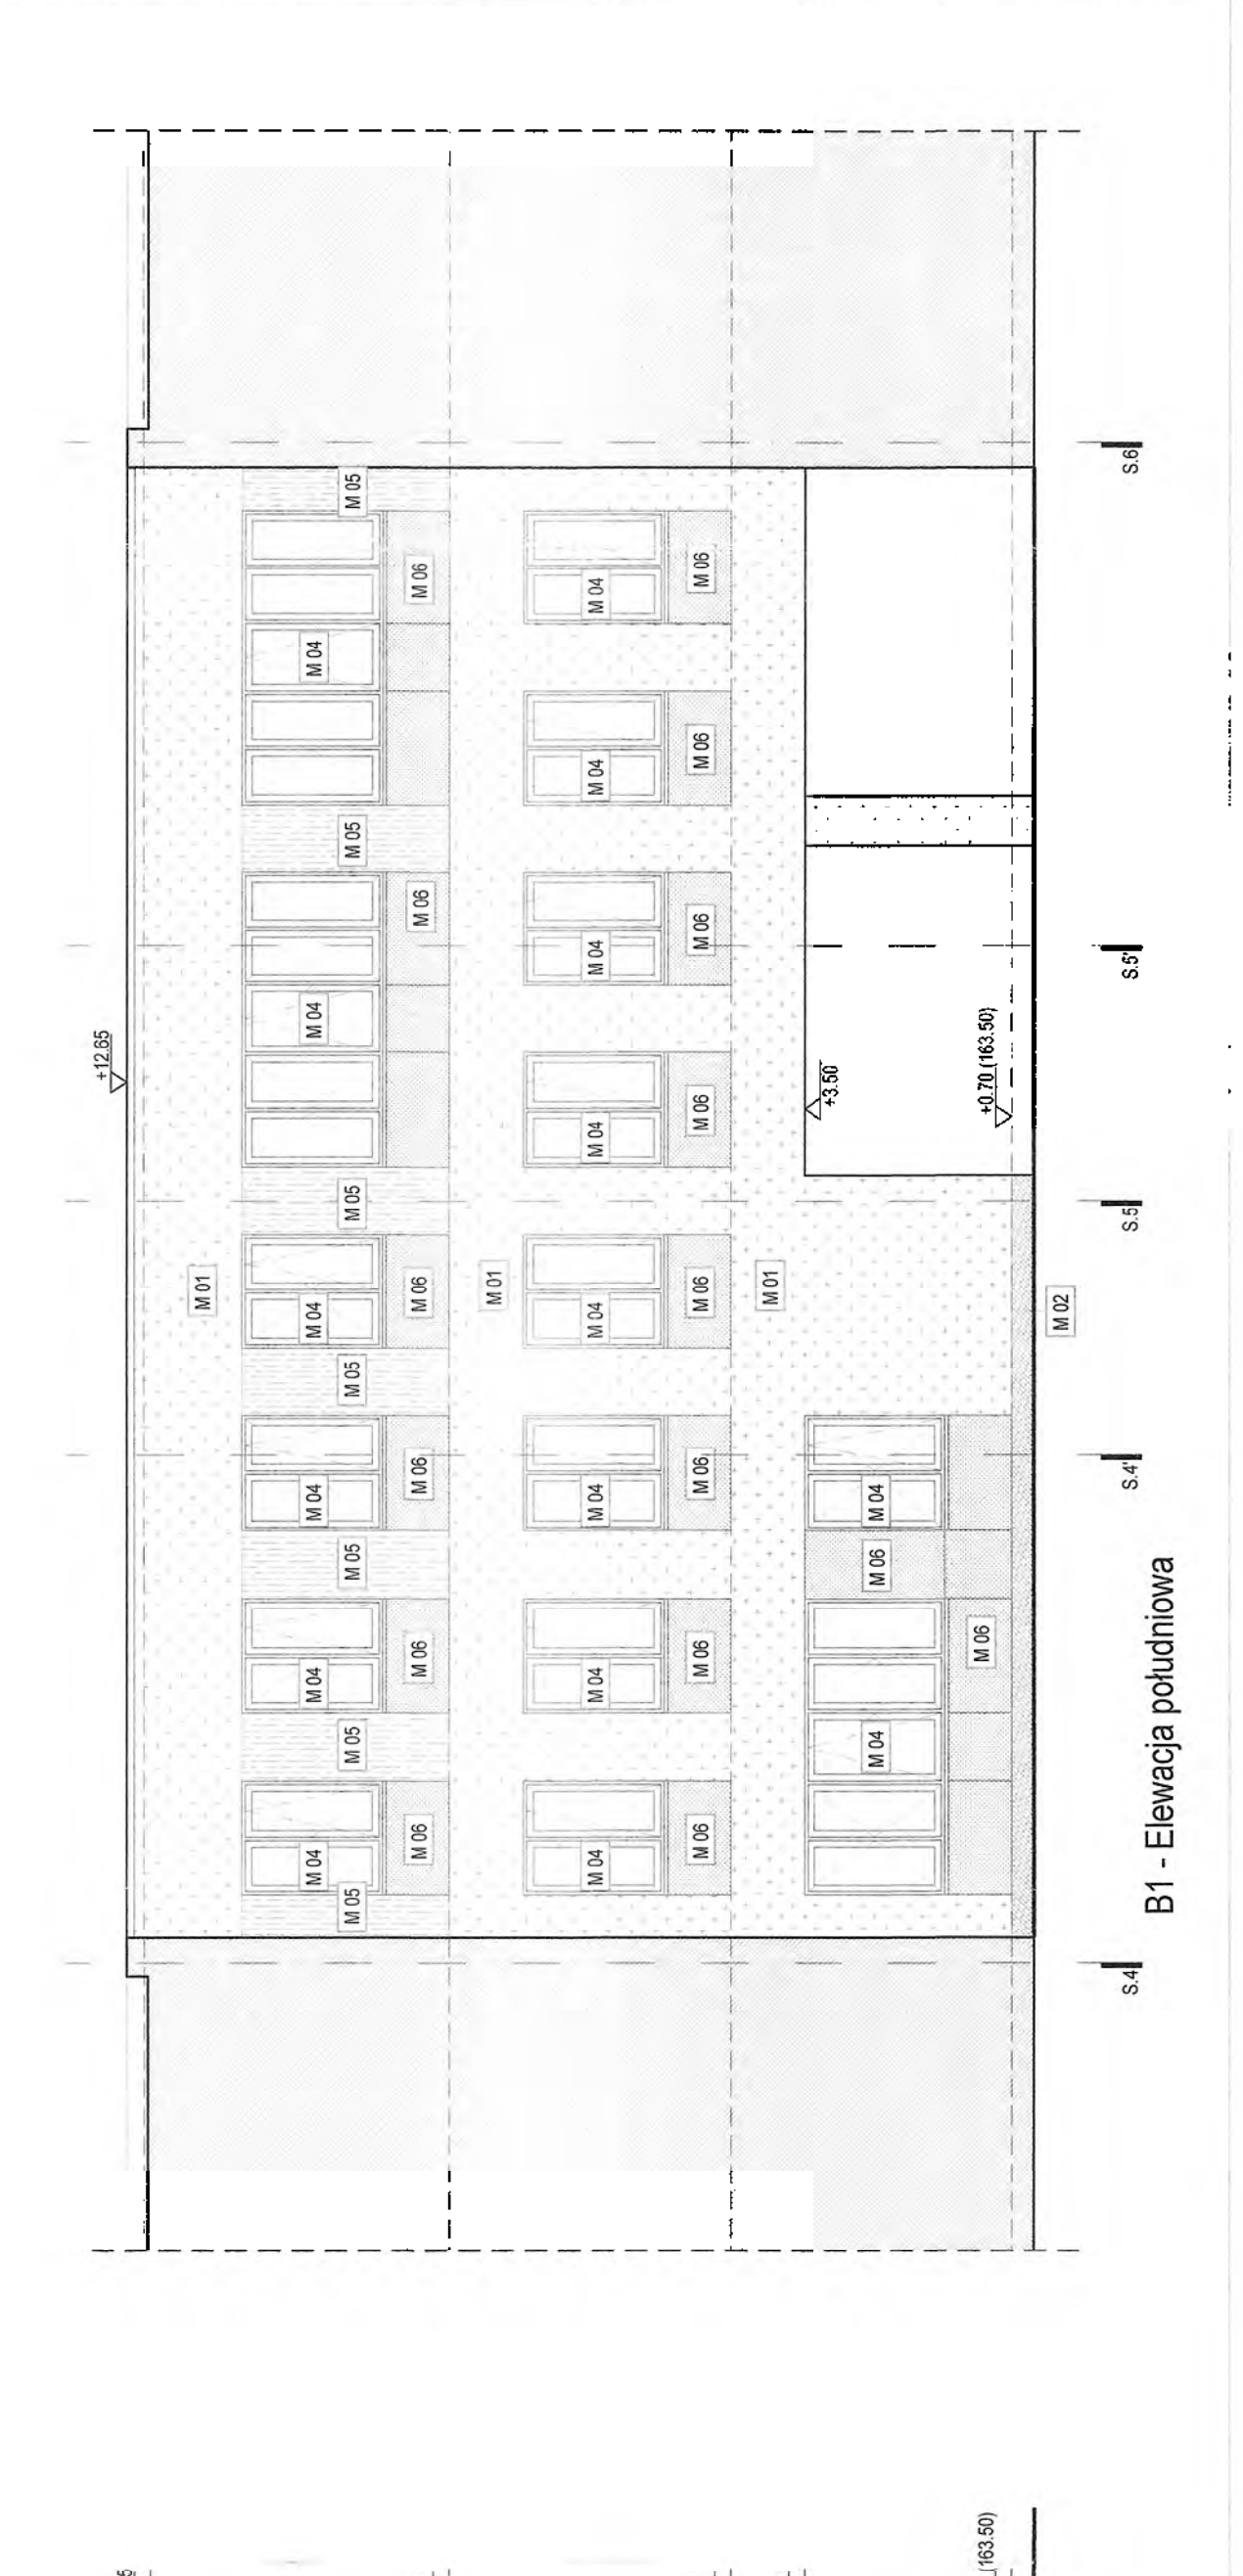 +12.65
M 01
M 04 M 04 M 04 M 04 M 04 M 04
M 05 M 05 M 05 M 05 M 05 M 05 M 05
M 06 M 06 M 06 M 06 M 06 M 06
M 01
M 04 M 04 M 04 M 04 M 04 M 04 M 04 M 04
M 06 M 06 M 06 M 06 M 06 M 06 M 06 M 06
M 01
+3.50
M 04 M 06 M 04
M 06
(163.50)
+0.70 (163.50)
M 02
S.4 S.4' S.5 S.5' S.6
B1 - Elewacja południowa